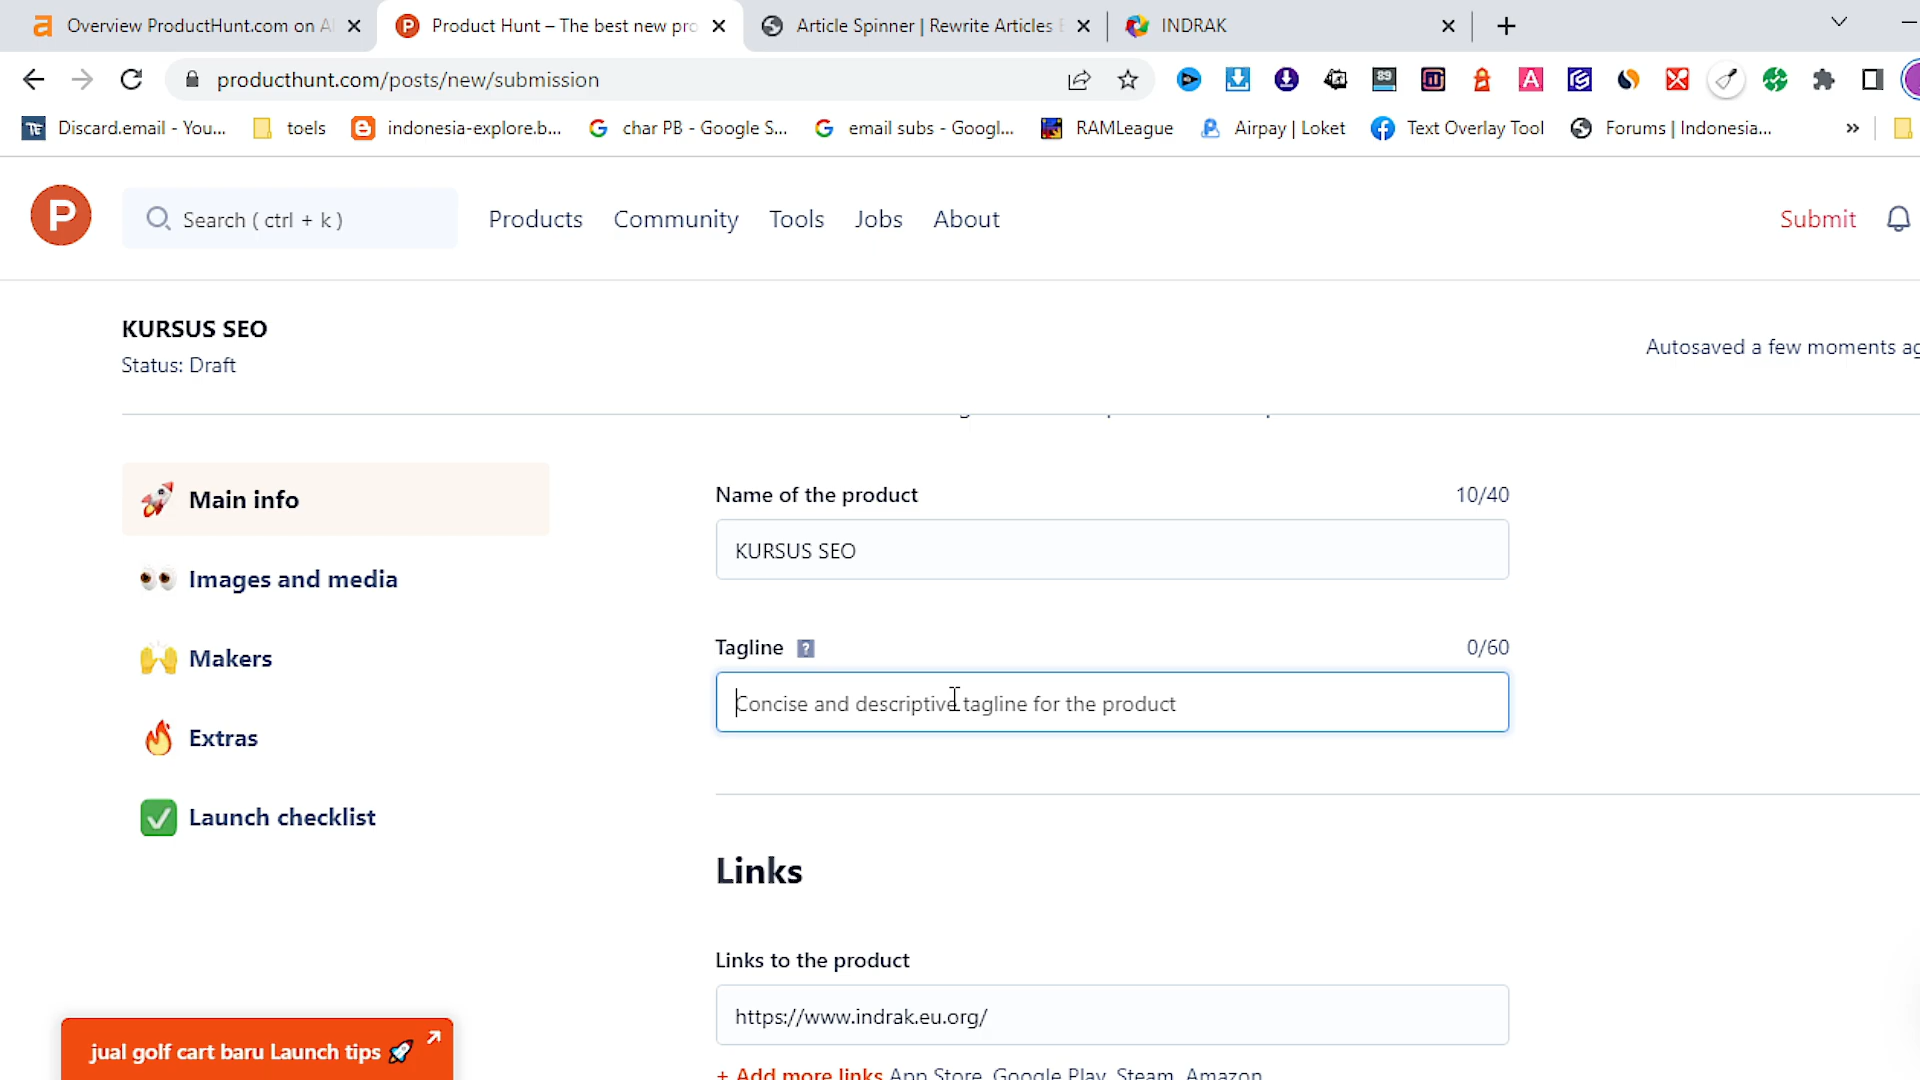 Overview ProductHunt.com on A
Product Hunt – The best new pro
Article Spinner | Rewrite Articles E
INDRAK
producthunt.com/posts/new/submission
89
TE Discard.email - You...
toels
indonesia-explore.b...
char PB - Google S...
email subs - Googl...
RAMLeague
Airpay | Loket
Text Overlay Tool
Forums | Indonesia...
»
P
Search ( ctrl + k )
Products
Community
Tools
Jobs
About
Submit
KURSUS SEO
Status: Draft
Autosaved a few moments ag
Main info
Images and media
Makers
Extras
Launch checklist
Name of the product
10/40
KURSUS SEO
Tagline ?
0/60
Concise and descriptive tagline for the product
Links
Links to the product
https://www.indrak.eu.org/
+ Add more links App Store, Google Play, Steam, Amazon
jual golf cart baru Launch tips